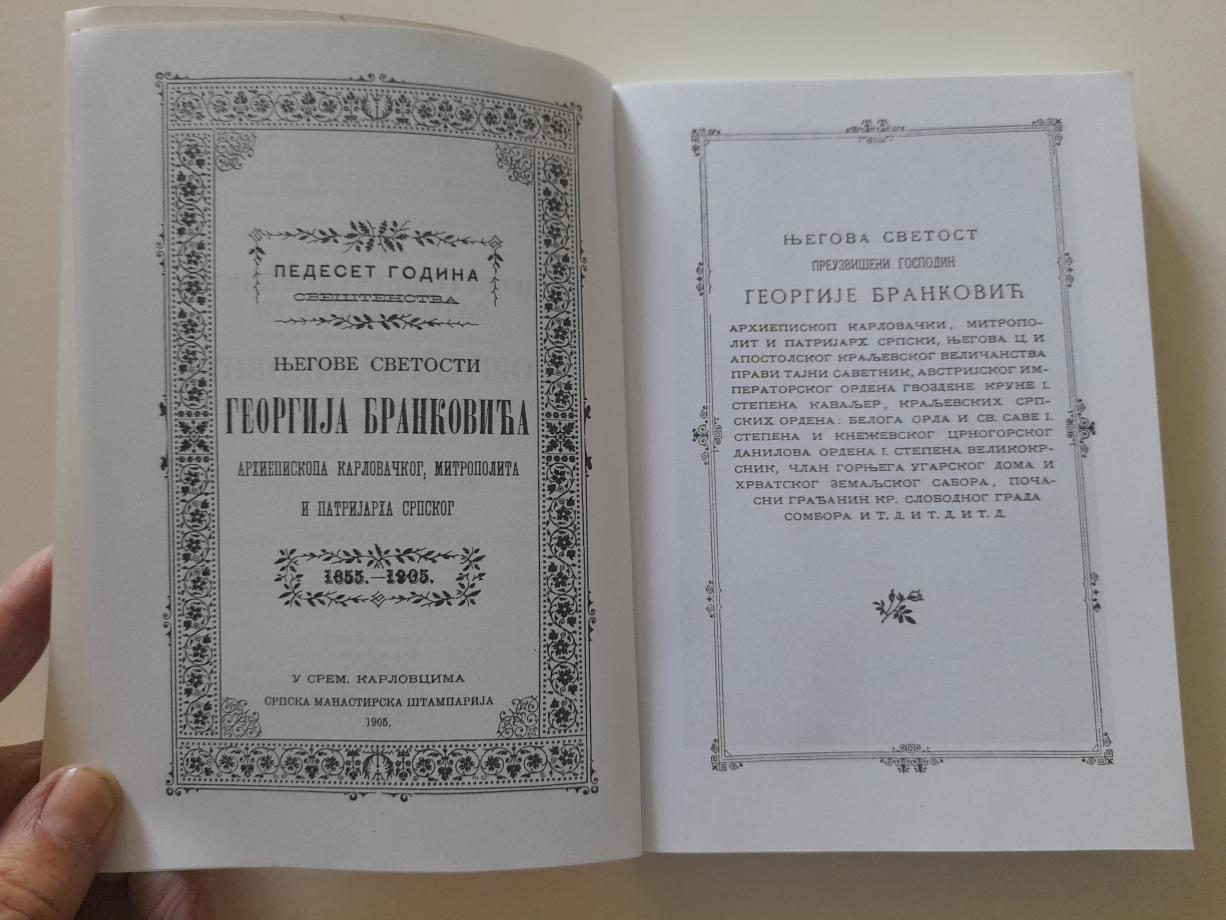 ПЕДЕСЕТ ГОДИНА
СВЕШТЕНСТВА
ЊЕГОВЕ СВЕТОСТИ
ГЕОРГИЈА БРАНКОВИЋА
АРХИЕПИСКОПА КАРЛОВАЧКОГ, МИТРОПОЛИТА
И ПАТРИЈАРХА СРПСКОГ
1855.—1905.
У СРЕМ. КАРЛОВЦИМА
СРПСКА МАНАСТИРСКА ШТАМПАРИЈА
1905.
ЊЕГОВА СВЕТОСТ
ПРЕУЗВИШЕНИ ГОСПОДИН
ГЕОРГИЈЕ БРАНКОВИЋ
АРХИЕПИСКОП КАРЛОВАЧКИ, МИТРОПО-
ЛИТ И ПАТРИЈАРХ СРПСКИ, ЊЕГОВА Ц. И
АПОСТОЛСКОГ КРАЉЕВСКОГ ВЕЛИЧАНСТВА
ПРАВИ ТАЈНИ САВЕТНИК, АВСТРИЈСКОГ ИМ-
ПЕРАТОРСКОГ ОРДЕНА ГВОЗДЕНЕ КРУНЕ I.
СТЕПЕНА КАВАЉЕР, КРАЉЕВСКИХ СРП-
СКИХ ОРДЕНА: БЕЛОГА ОРЛА И СВ. САВЕ I.
СТЕПЕНА И КНЕЖЕВСКОГ ЦРНОГОРСКОГ
ДАНИЛОВА ОРДЕНА I. СТЕПЕНА ВЕЛИКОКР-
СНИК, ЧЛАН ГОРЊЕГА УГАРСКОГ ДОМА И
ХРВАТСКОГ ЗЕМАЉСКОГ САБОРА, ПОЧА-
СНИ ГРАЂАНИН КР. СЛОБОДНОГ ГРАДА
СОМБОРА И Т. Д. И Т. Д. И Т. Д.